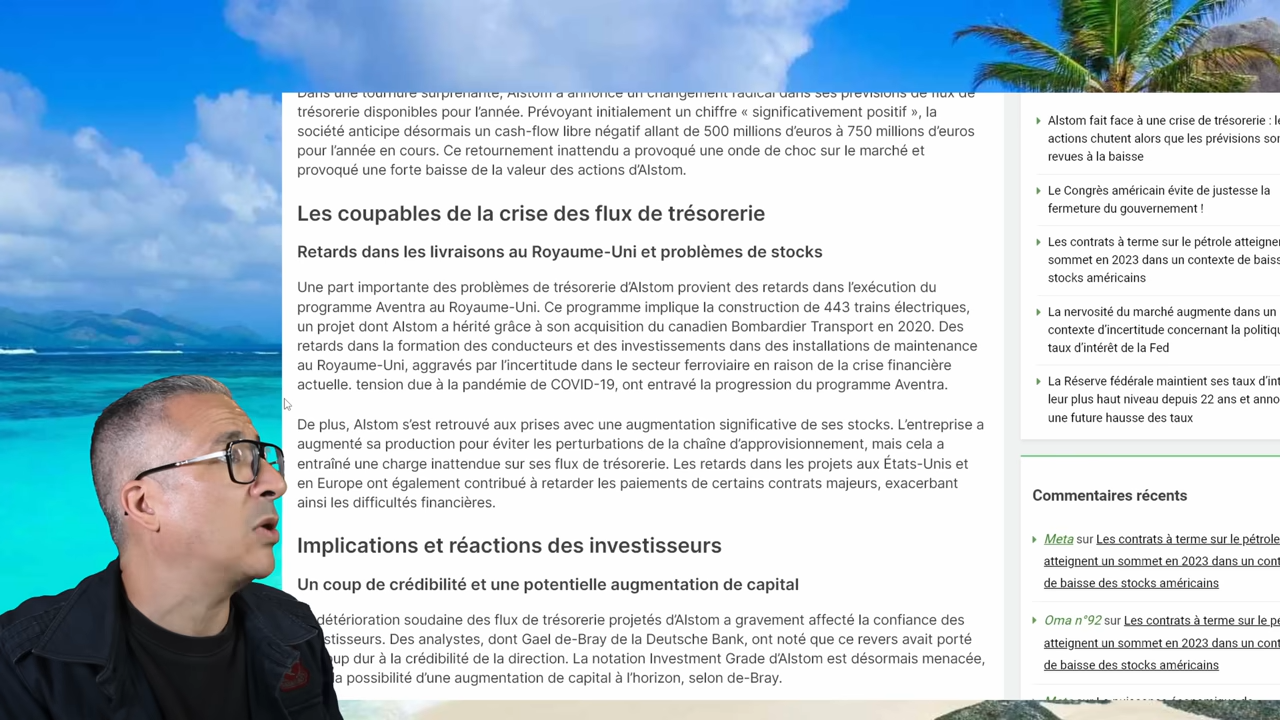 Dans une tournure surprenante, Alstom a annoncé un changement radical dans ses prévisions de flux de
trésorerie disponibles pour l’année. Prévoyant initialement un chiffre « significativement positif », la
société anticipe désormais un cash-flow libre négatif allant de 500 millions d’euros à 750 millions d’euros
pour l’année en cours. Ce retournement inattendu a provoqué une onde de choc sur le marché et
provoqué une forte baisse de la valeur des actions d’Alstom.
Les coupables de la crise des flux de trésorerie
Retards dans les livraisons au Royaume-Uni et problèmes de stocks
Une part importante des problèmes de trésorerie d’Alstom provient des retards dans l’exécution du
programme Aventra au Royaume-Uni. Ce programme implique la construction de 443 trains électriques,
un projet dont Alstom a hérité grâce à son acquisition du canadien Bombardier Transport en 2020. Des
retards dans la formation des conducteurs et des investissements dans des installations de maintenance
au Royaume-Uni, aggravés par l’incertitude dans le secteur ferroviaire en raison de la crise financière
actuelle. tension due à la pandémie de COVID-19, ont entravé la progression du programme Aventra.
De plus, Alstom s’est retrouvé aux prises avec une augmentation significative de ses stocks. L’entreprise a
augmenté sa production pour éviter les perturbations de la chaîne d’approvisionnement, mais cela a
entraîné une charge inattendue sur ses flux de trésorerie. Les retards dans les projets aux États-Unis et
en Europe ont également contribué à retarder les paiements de certains contrats majeurs, exacerbant
ainsi les difficultés financières.
Implications et réactions des investisseurs
Un coup de crédibilité et une potentielle augmentation de capital
détérioration soudaine des flux de trésorerie projetés d’Alstom a gravement affecté la confiance des
stisseurs. Des analystes, dont Gael de-Bray de la Deutsche Bank, ont noté que ce revers avait porté
oup dur à la crédibilité de la direction. La notation Investment Grade d’Alstom est désormais menacée,
la possibilité d’une augmentation de capital à l’horizon, selon de-Bray.
Alstom fait face à une crise de trésorerie : le
actions chutent alors que les prévisions son
revues à la baisse
Le Congrès américain évite de justesse la
fermeture du gouvernement !
Les contrats à terme sur le pétrole atteignen
sommet en 2023 dans un contexte de baiss
stocks américains
La nervosité du marché augmente dans un
contexte d’incertitude concernant la politiqu
taux d’intérêt de la Fed
La Réserve fédérale maintient ses taux d’int
leur plus haut niveau depuis 22 ans et anno
une future hausse des taux
Commentaires récents
Meta sur Les contrats à terme sur le pétrole
atteignent un sommet en 2023 dans un cont
de baisse des stocks américains
Oma n°92 sur Les contrats à terme sur le pé
atteignent un sommet en 2023 dans un cont
de baisse des stocks américains